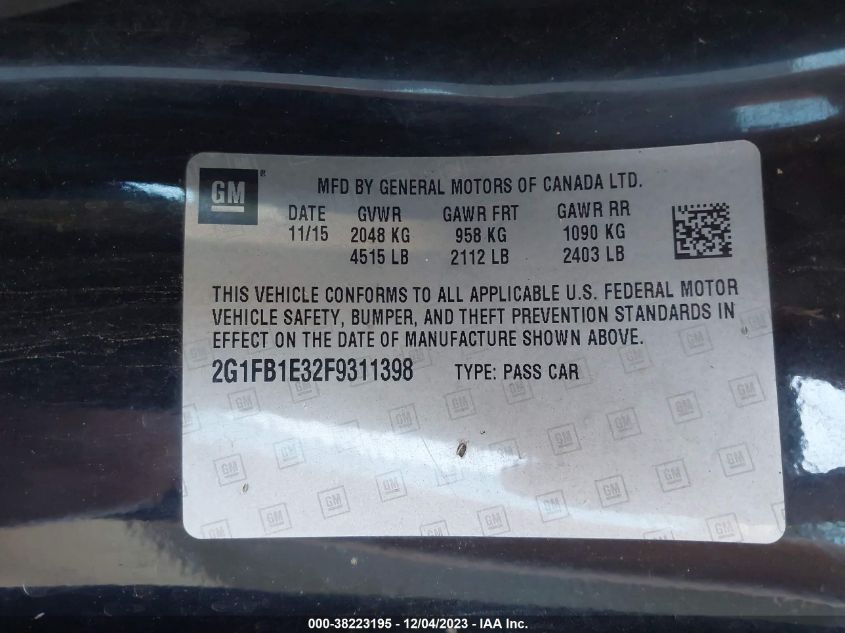 GM ®
MFD BY GENERAL MOTORS OF CANADA LTD.
DATE GVWR GAWR FRT GAWR RR
11/15 2048 KG 958 KG 1090 KG
4515 LB 2112 LB 2403 LB
THIS VEHICLE CONFORMS TO ALL APPLICABLE U.S. FEDERAL MOTOR
VEHICLE SAFETY, BUMPER, AND THEFT PREVENTION STANDARDS IN
EFFECT ON THE DATE OF MANUFACTURE SHOWN ABOVE.
2G1FB1E32F9311398 TYPE: PASS CAR
000-38223195 - 12/04/2023 - IAA Inc.